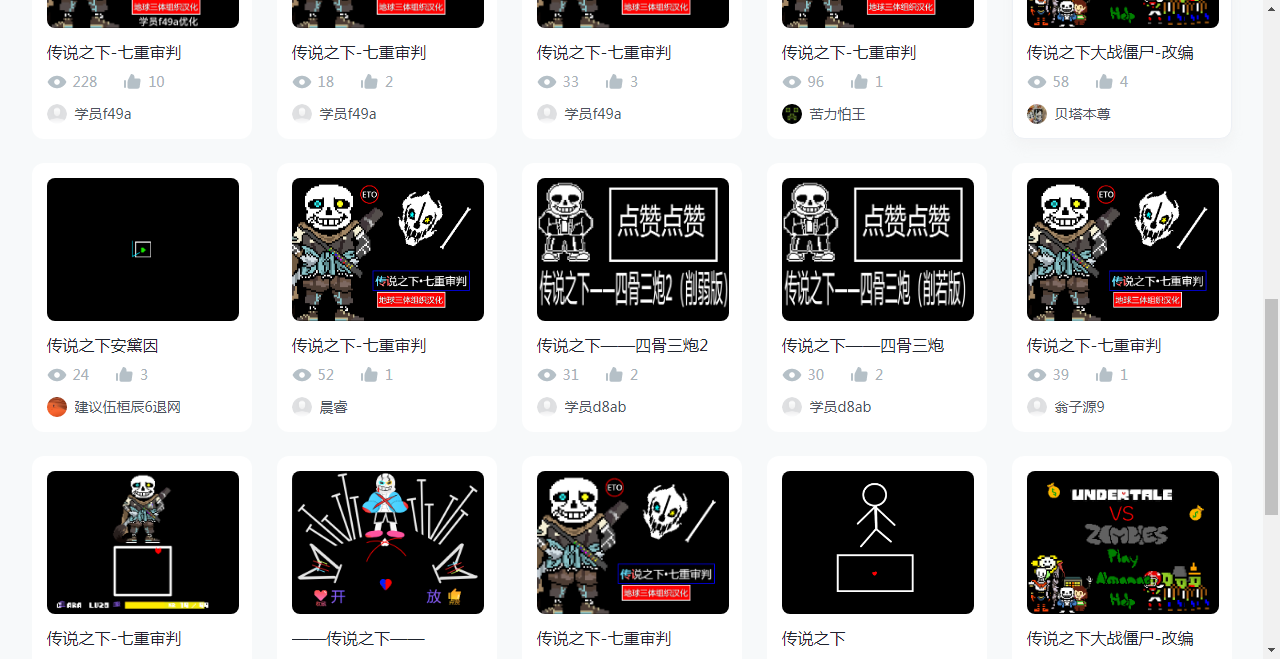 地球三体组织汉化
学员f49a优化
地球三体组织汉化
地球三体组织汉化
地球三体组织汉化
Help
传说之下-七重审判
传说之下-七重审判
传说之下-七重审判
传说之下-七重审判
传说之下大战僵尸-改编
228 10
18 2
33 3
96 1
58 4
学员f49a
学员f49a
学员f49a
苦力怕王
贝塔本尊
ETO
传说之下•七重审判
地球三体组织汉化
点赞点赞
传说之下——四骨三炮2（削弱版）
点赞点赞
传说之下——四骨三炮（削若版）
ETO
传说之下•七重审判
地球三体组织汉化
传说之下安黛因
传说之下-七重审判
传说之下——四骨三炮2
传说之下——四骨三炮
传说之下-七重审判
24 3
52 1
31 2
30 2
39 1
建议伍桓辰6退网
晨睿
学员d8ab
学员d8ab
翁子源9
开
放
ETO
传说之下•七重审判
地球三体组织汉化
UNDERTALE
VS
ZOMBIES
Play
Almanac
Help
传说之下-七重审判
——传说之下——
传说之下-七重审判
传说之下
传说之下大战僵尸-改编